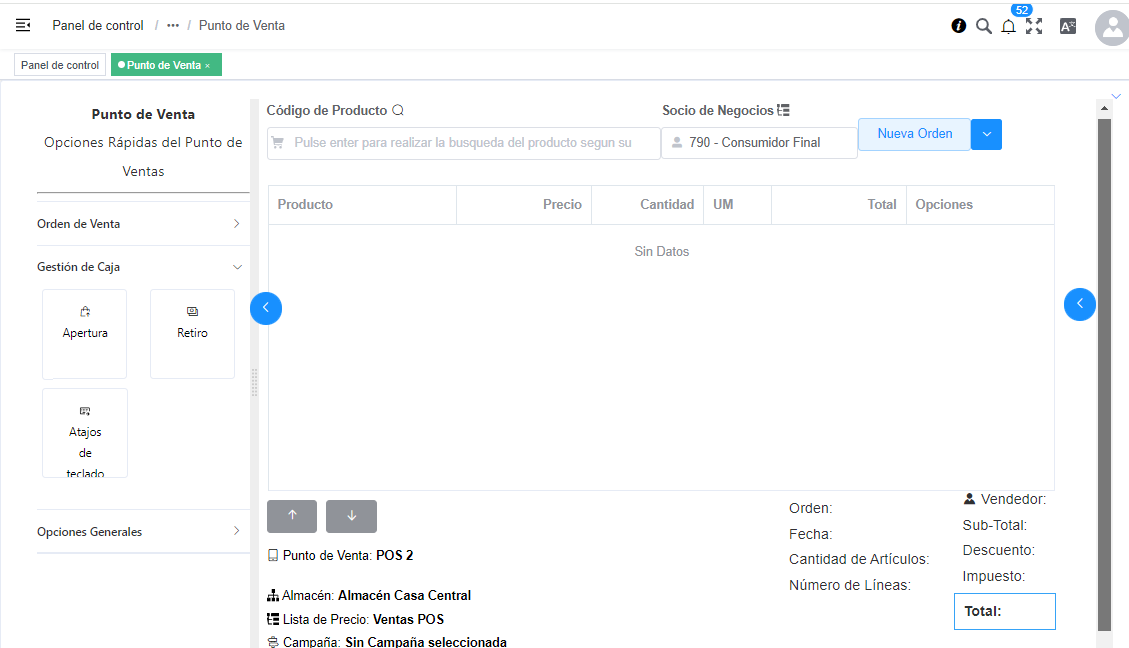 Panel de control / ••• / Punto de Venta
52
Panel de control
Punto de Venta ×
Punto de Venta
Opciones Rápidas del Punto de
Ventas
Orden de Venta
Gestión de Caja
Apertura
Retiro
Atajos
de
teclado
Opciones Generales
Código de Producto
Socio de Negocios
Pulse enter para realizar la busqueda del producto segun su
790 - Consumidor Final
Nueva Orden
Producto Precio Cantidad UM Total Opciones
Sin Datos
Punto de Venta: POS 2
Almacén: Almacén Casa Central
Lista de Precio: Ventas POS
Campaña: Sin Campaña seleccionada
Orden:
Fecha:
Cantidad de Artículos:
Número de Líneas:
Vendedor:
Sub-Total:
Descuento:
Impuesto:
Total: